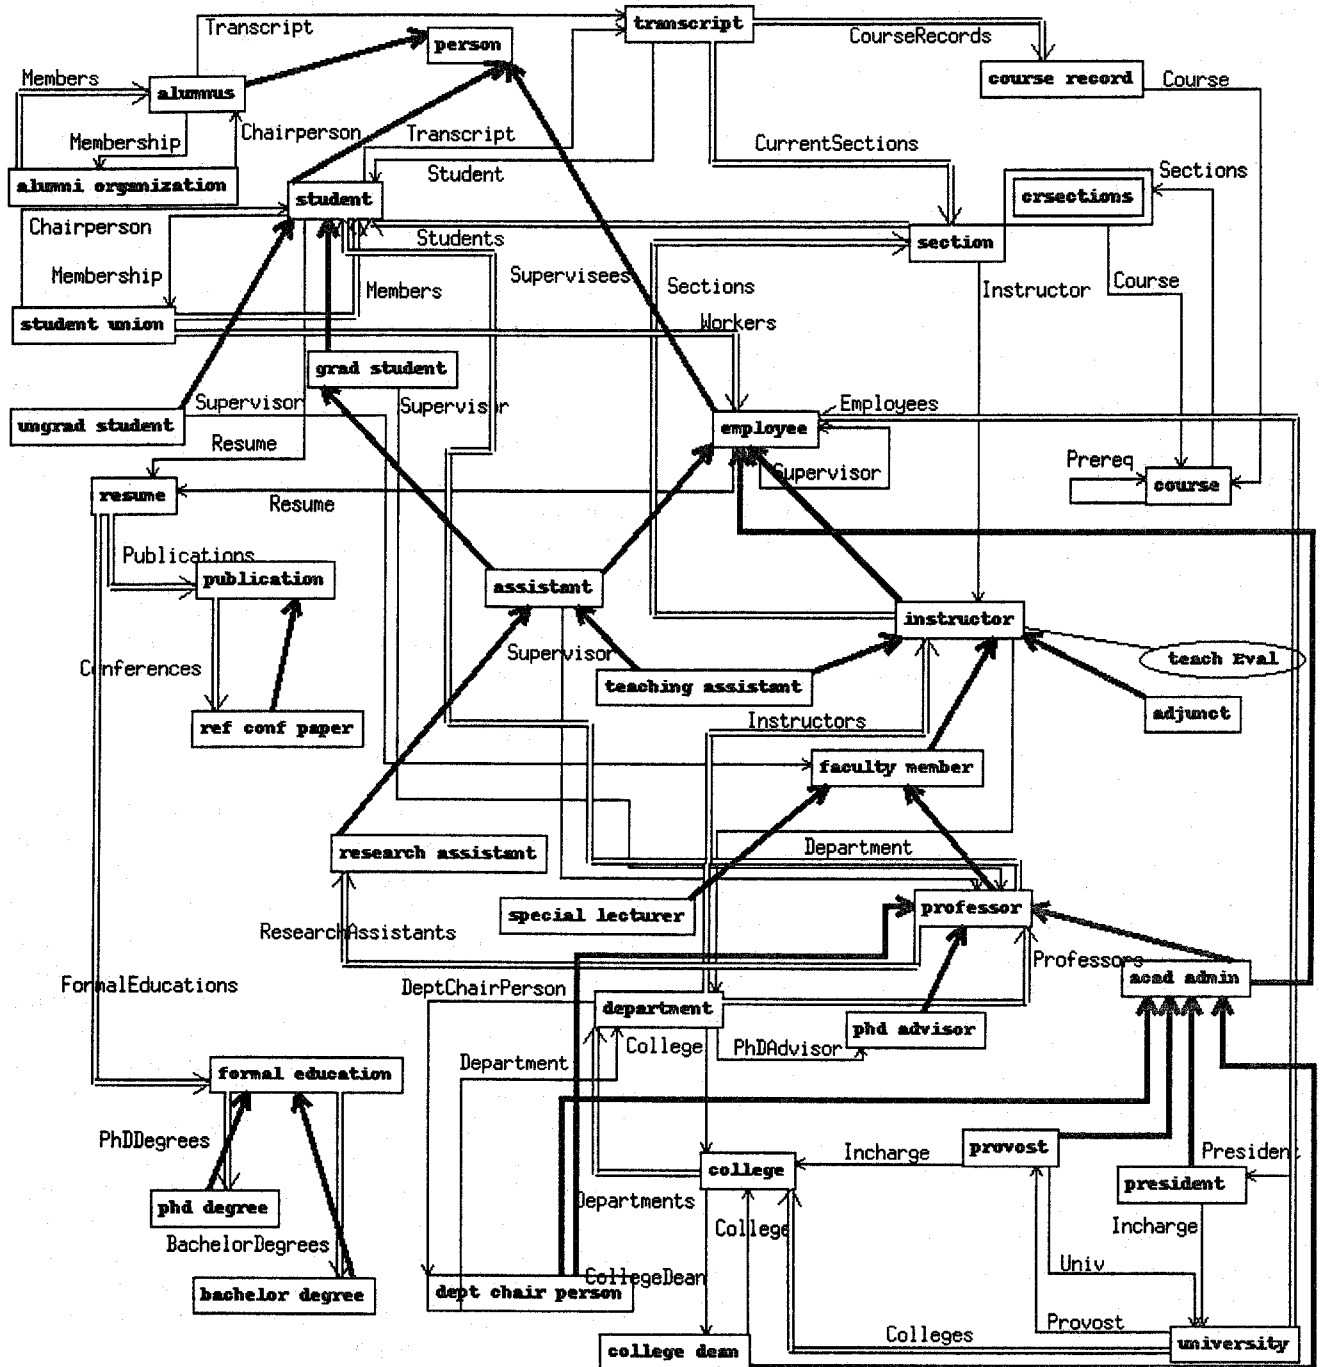 transcript
Transcript
person
CourseRecords
course record
Course
Members
alumnus
Membership
Chairperson
Transcript
CurrentSections
Student
Sections
alumni organization
student
crsections
Chairperson
Students
section
Membership
Supervisees
Members
Sections
Instructor
Course
student union
Workers
grad student
Supervisor
Supervisor
Employees
ungrad student
employee
Resume
Supervisor
Prereq
resume
course
Resume
Publications
publication
assistant
instructor
Supervisor
teach Eval
Conferences
teaching assistant
adjunct
ref conf paper
Instructors
faculty member
Department
research assistant
professor
special lecturer
ResearchAssistants
Professors
acad admin
FormalEducations
DeptChairPerson
department
phd advisor
College
PhDAdvisor
Department
formal education
PhDDegrees
provost
Incharge
President
college
president
phd degree
Departments
College
Incharge
BachelorDegrees
Univ
CollegeDean
bachelor degree
dept chair person
Provost
Colleges
university
college dean